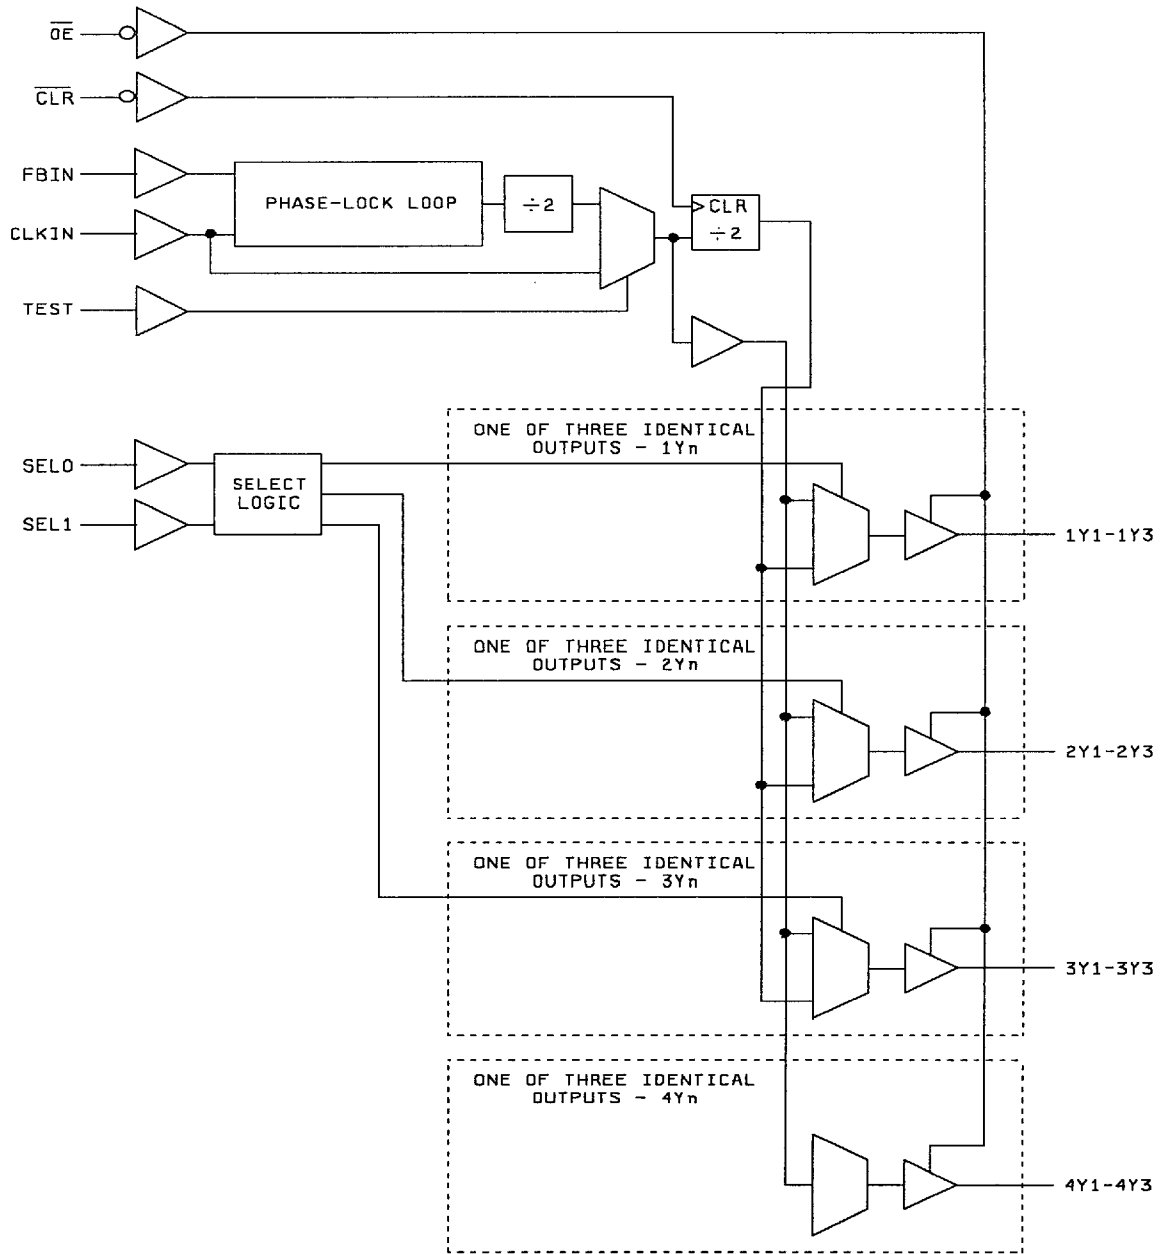 OE
CLR
FBIN
PHASE-LOCK LOOP
÷2
CLR
÷2
CLKIN
TEST
ONE OF THREE IDENTICAL
OUTPUTS - 1Yn
SEL0
SELECT
LOGIC
SEL1
1Y1-1Y3
ONE OF THREE IDENTICAL
OUTPUTS - 2Yn
2Y1-2Y3
ONE OF THREE IDENTICAL
OUTPUTS - 3Yn
3Y1-3Y3
ONE OF THREE IDENTICAL
OUTPUTS - 4Yn
4Y1-4Y3